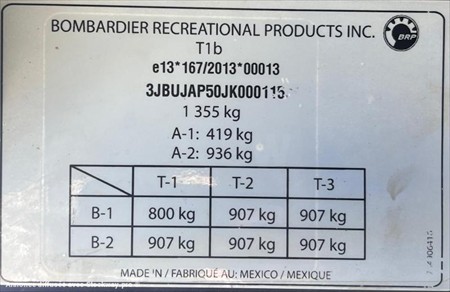 BOMBARDIER RECREATIONAL PRODUCTS INC.
BRP
T1b
e13*167/2013*00013
3JBUJAP50JK000115
1 355 kg
A-1: 419 kg
A-2: 936 kg
T-1 T-2 T-3
B-1 800 kg 907 kg 907 kg
B-2 907 kg 907 kg 907 kg
MADE IN / FABRIQUÉ AU: MEXICO / MEXIQUE